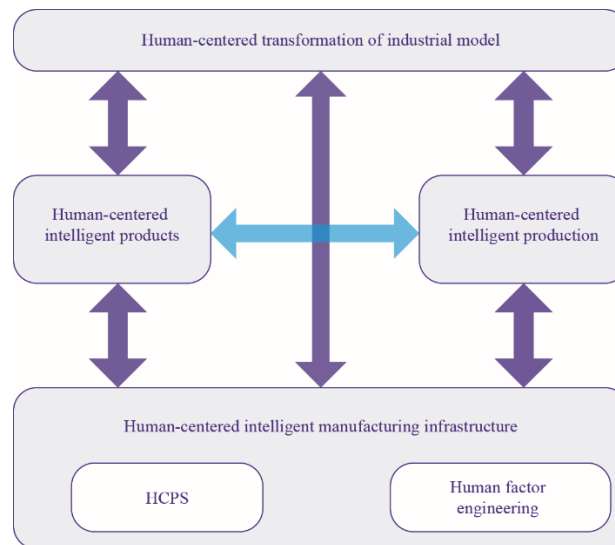 Human-centered transformation of industrial model
Human-centered
intelligent products
Human-centered
intelligent production
Human-centered intelligent manufacturing infrastructure
HCPS
Human factor
engineering